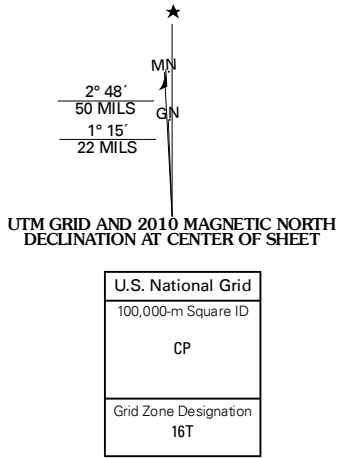 MN
2° 48´
50 MILS
GN
1° 15´
22 MILS
UTM GRID AND 2010 MAGNETIC NORTH
DECLINATION AT CENTER OF SHEET
U.S. National Grid
100,000-m Square ID
CP
Grid Zone Designation
16T